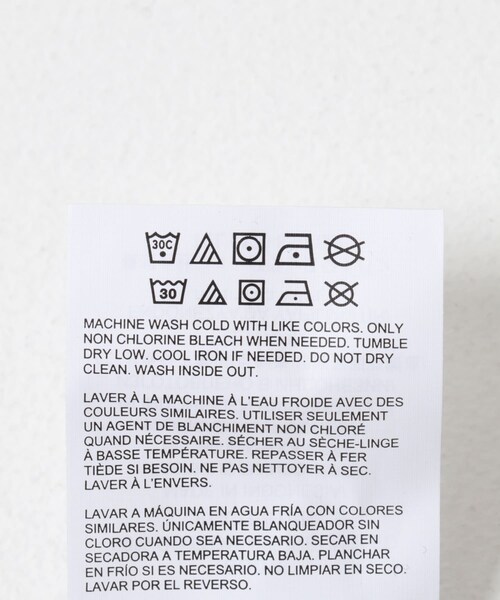 30C
30
MACHINE WASH COLD WITH LIKE COLORS. ONLY
NON CHLORINE BLEACH WHEN NEEDED. TUMBLE
DRY LOW. COOL IRON IF NEEDED. DO NOT DRY
CLEAN. WASH INSIDE OUT.
LAVER À LA MACHINE À L'EAU FROIDE AVEC DES
COULEURS SIMILAIRES. UTILISER SEULEMENT
UN AGENT DE BLANCHIMENT NON CHLORÉ
QUAND NÉCESSAIRE. SÉCHER AU SÈCHE-LINGE
À BASSE TEMPÉRATURE. REPASSER À FER
TIÈDE SI BESOIN. NE PAS NETTOYER À SEC.
LAVER À L'ENVERS.
LAVAR A MÁQUINA EN AGUA FRÍA CON COLORES
SIMILARES. ÚNICAMENTE BLANQUEADOR SIN
CLORO CUANDO SEA NECESARIO. SECAR EN
SECADORA A TEMPERATURA BAJA. PLANCHAR
EN FRÍO SI ES NECESARIO. NO LIMPIAR EN SECO.
LAVAR POR EL REVERSO.